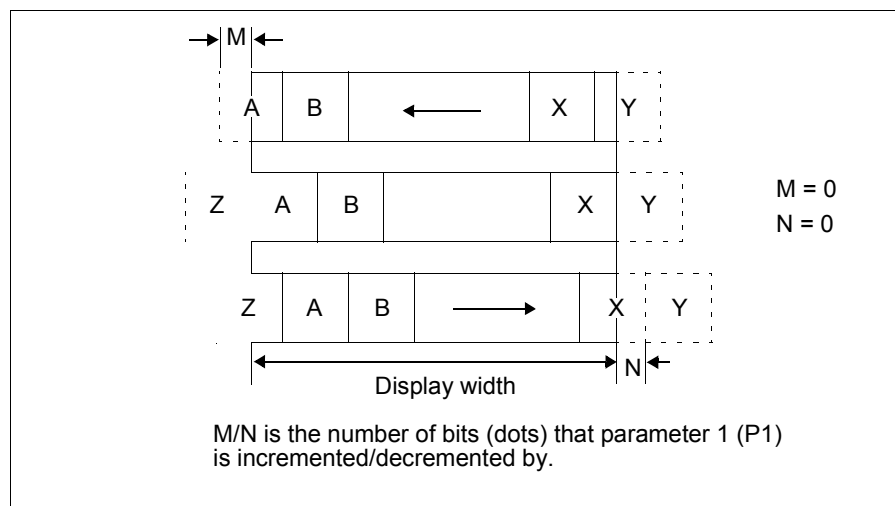 M
A B X Y
Z A B X Y
M = 0
N = 0
Z A B X Y
N
Display width
M/N is the number of bits (dots) that parameter 1 (P1)
is incremented/decremented by.